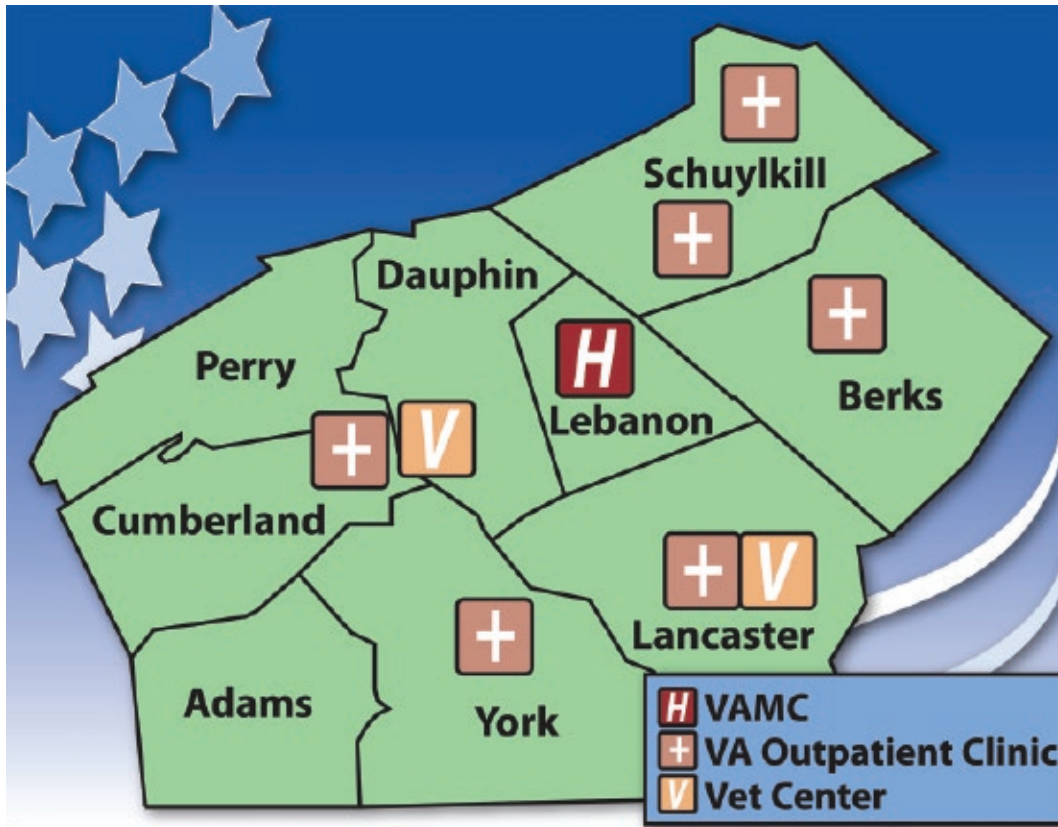 +
Schuylkill
+
Dauphin
+
H
Perry
Berks
Lebanon
+ V
Cumberland
+ V
Lancaster
+
Adams
York
H VAMC
+ VA Outpatient Clinic
V Vet Center